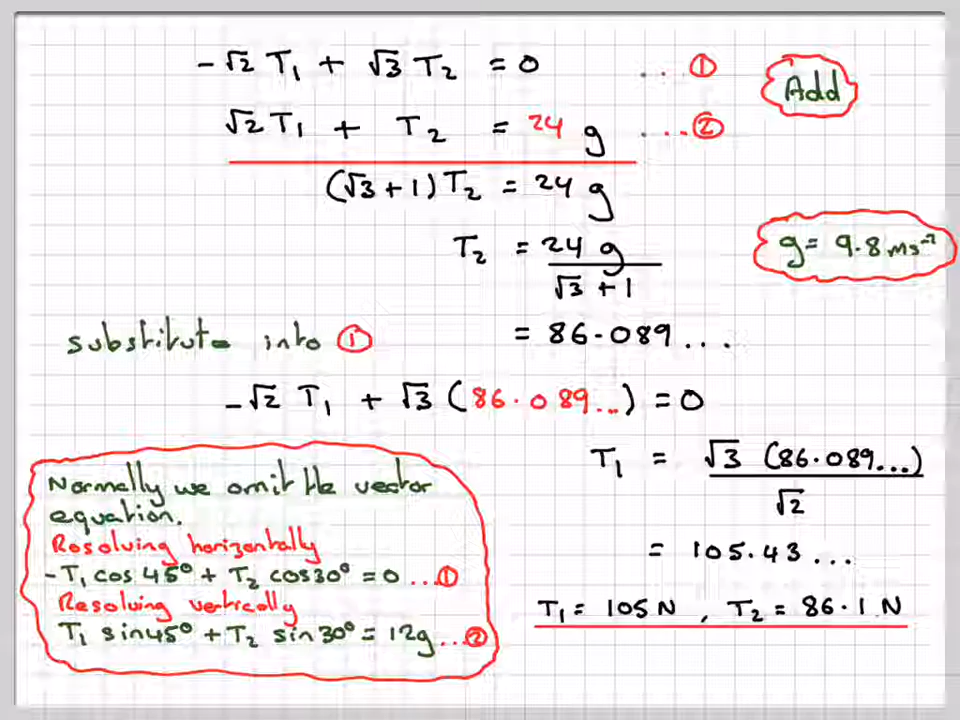 -√2 T₁ + √3 T₂ = 0 ... ①
Add
√2 T₁ + T₂ = 24 g ... ②
(√3 + 1) T₂ = 24 g
T₂ = 24 g / √3 + 1
g = 9.8 ms⁻²
= 86.089...
substitute into ①
-√2 T₁ + √3 (86.089...) = 0
T₁ = √3 (86.089...) / √2
= 105.43...
T₁ = 105 N , T₂ = 86.1 N
Normally we omit the vector
equation.
Resolving horizontally
-T₁ cos 45° + T₂ cos 30° = 0 ...①
Resolving vertically
T₁ sin 45° + T₂ sin 30° = 12g ...②